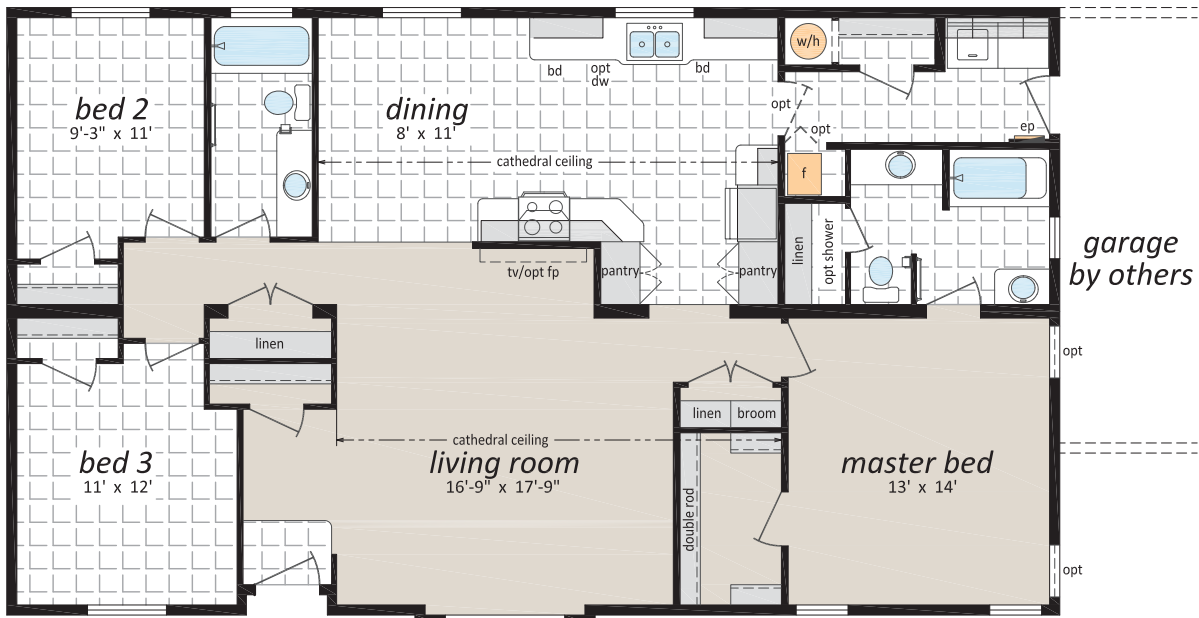 w/h
bd
opt
dw
bd
bed 2
9'-3" x 11'
dining
8' x 11'
opt
opt
ep
cathedral ceiling
f
linen
opt shower
garage
by others
tv/opt fp
pantry
pantry
linen
opt
linen
broom
cathedral ceiling
bed 3
11' x 12'
living room
16'-9" x 17'-9"
double rod
master bed
13' x 14'
opt